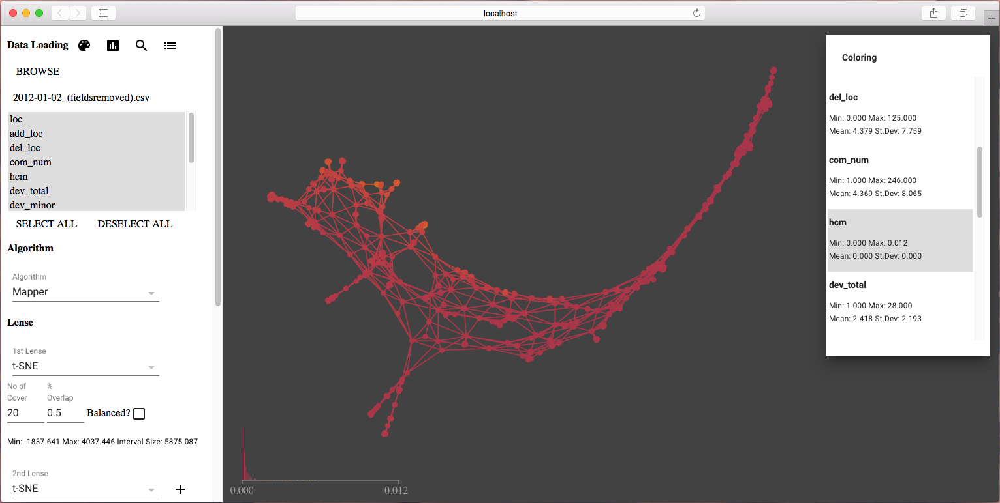 localhost
Data Loading
BROWSE
2012-01-02_(fieldsremoved).csv
loc
add_loc
del_loc
com_num
hcm
dev_total
dev_minor
SELECT ALL DESELECT ALL
Algorithm
Algorithm
Mapper
Lense
1st Lense
t-SNE
No of % 
Cover Overlap
20 0.5 Balanced?
Min: -1837.641 Max: 4037.446 Interval Size: 5875.087
2nd Lense
t-SNE
0.000 0.012
Coloring
del_loc
Min: 0.000 Max: 125.000
Mean: 4.379 St.Dev: 7.759
com_num
Min: 1.000 Max: 246.000
Mean: 4.369 St.Dev: 8.065
hcm
Min: 0.000 Max: 0.012
Mean: 0.000 St.Dev: 0.000
dev_total
Min: 1.000 Max: 28.000
Mean: 2.418 St.Dev: 2.193